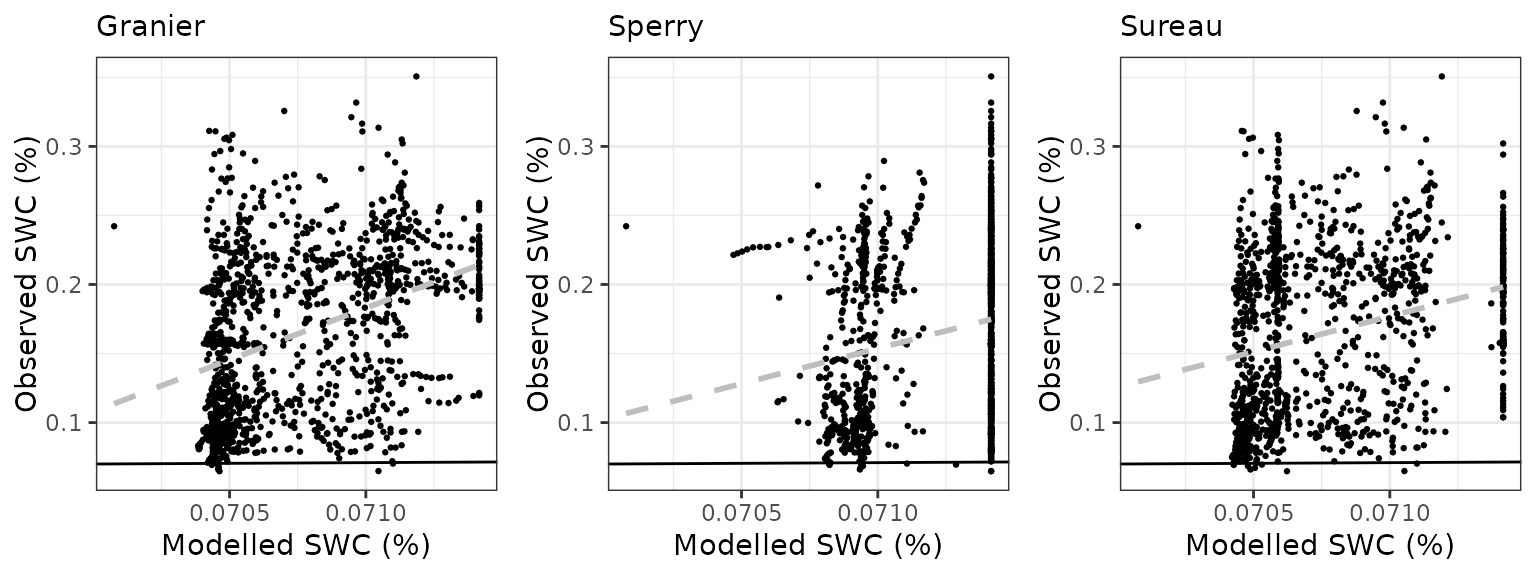 Granier
Observed SWC (%)
0.3
0.2
0.1
0.0705
0.0710
Modelled SWC (%)
Sperry
Observed SWC (%)
0.3
0.2
0.1
0.0705
0.0710
Modelled SWC (%)
Sureau
Observed SWC (%)
0.3
0.2
0.1
0.0705
0.0710
Modelled SWC (%)